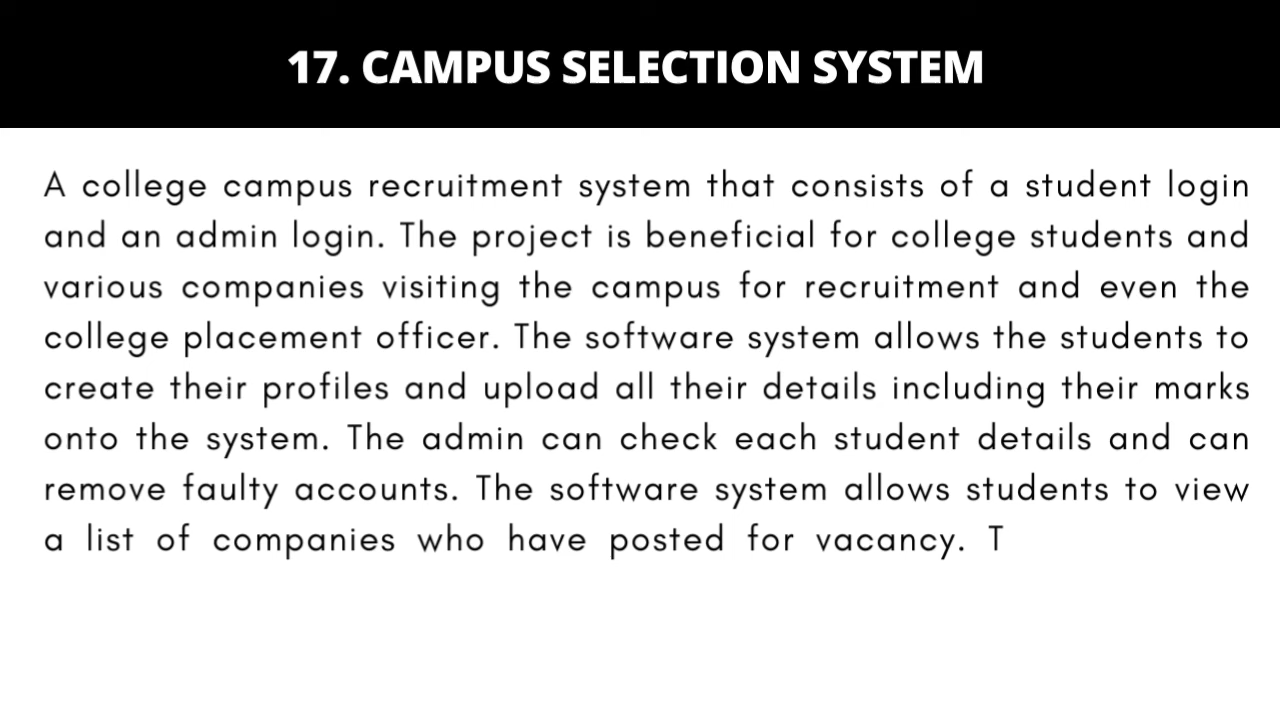 17. CAMPUS SELECTION SYSTEM
A college campus recruitment system that consists of a student login
and an admin login. The project is beneficial for college students and
various companies visiting the campus for recruitment and even the
college placement officer. The software system allows the students to
create their profiles and upload all their details including their marks
onto the system. The admin can check each student details and can
remove faulty accounts. The software system allows students to view
a list of companies who have posted for vacancy. T